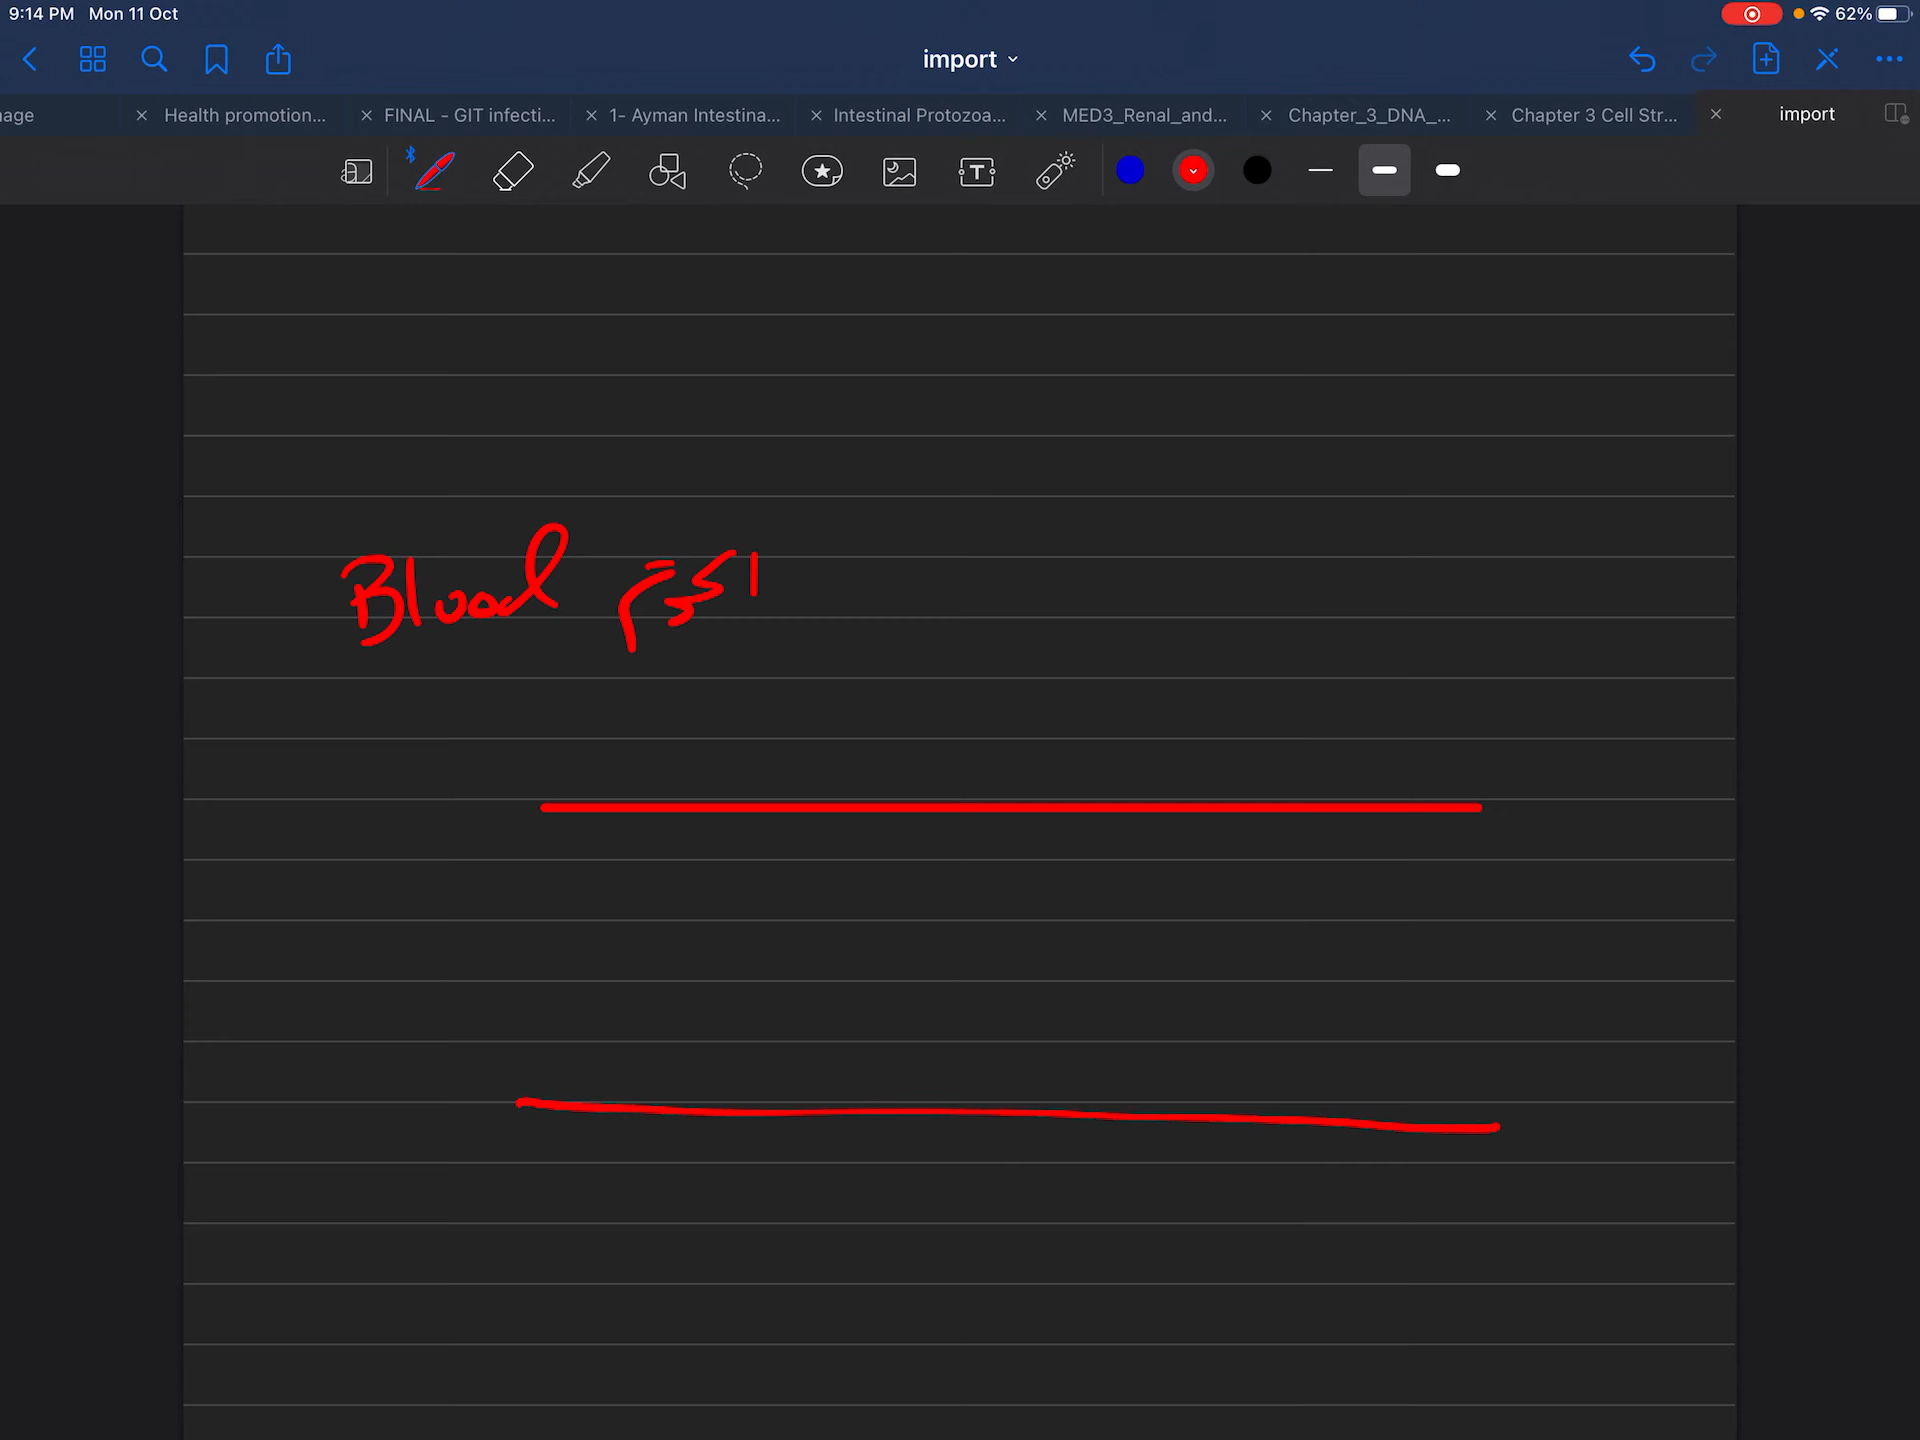 9:14 PM Mon 11 Oct
62%
import
age
Health promotion...
FINAL - GIT infecti...
1- Ayman Intestina...
Intestinal Protozoa...
MED3_Renal_and...
Chapter_3_DNA_...
Chapter 3 Cell Str...
import
Blood